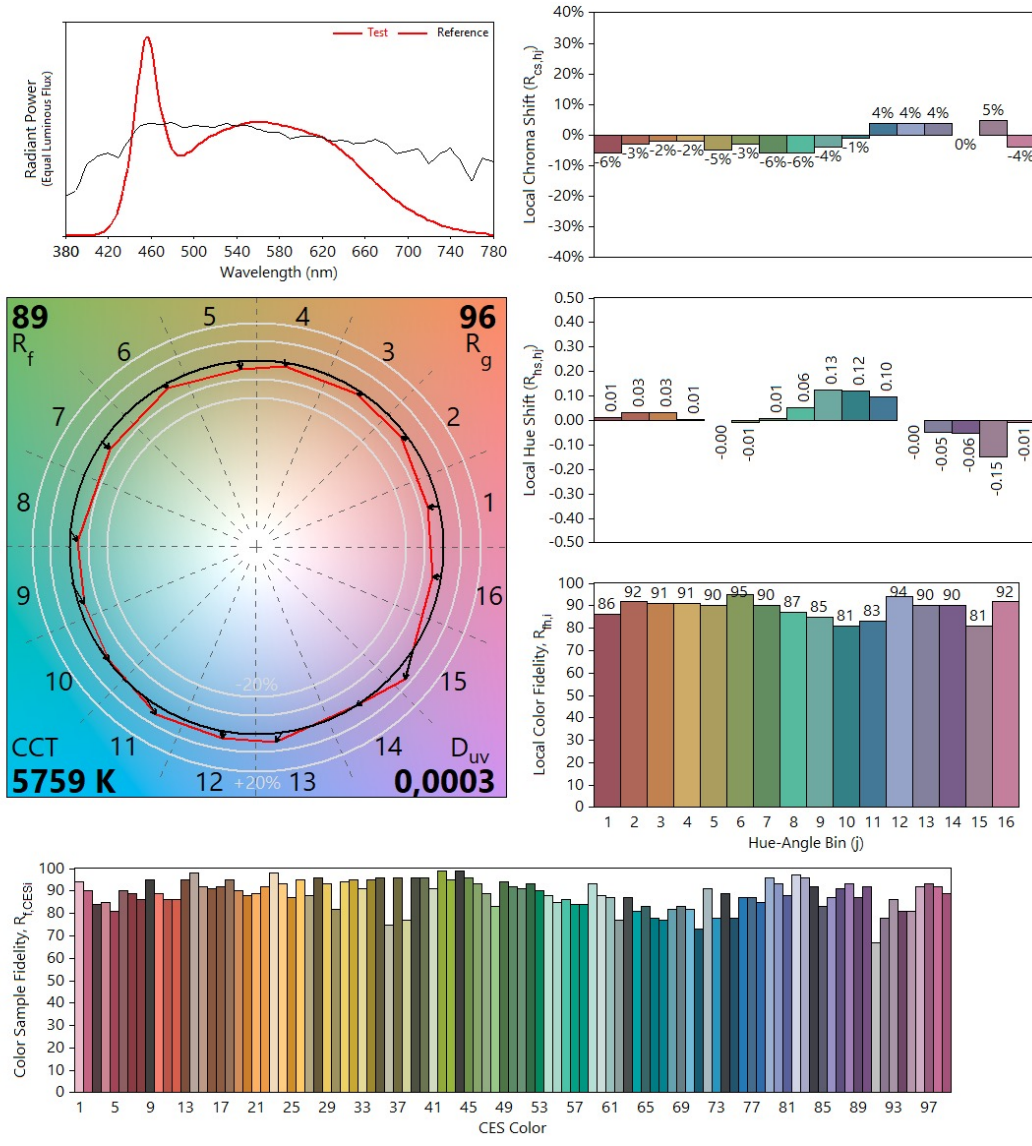 Test Reference
Radiant Power
(Equal Luminous Flux)
380 420 460 500 540 580 620 660 700 740 780
Wavelength (nm)
Local Chroma Shift (Rcs,hj)
40%
30%
20%
10%
0%
-10%
-20%
-30%
-40%
-6% -3% -2% -2% -5% -3% -6% -6% -4% -1% 4% 4% 4% 0% 5% -4%
89
Rf
96
Rg
5 4
6 3
7 2
8 1
9 16
10 15
11 14
12 13
-20%
+20%
CCT
5759 K
Duv
0,0003
Local Hue Shift (Rhs,hj)
0.50
0.40
0.30
0.20
0.10
0.00
-0.10
-0.20
-0.30
-0.40
-0.50
0.01 0.03 0.03 0.01 -0.00 -0.01 0.01 0.06 0.13 0.12 0.10 -0.00 -0.05 -0.06 -0.15 -0.01
Local Color Fidelity, Rfh,i
100
90
80
70
60
50
40
30
20
10
0
86 92 91 91 90 95 90 87 85 81 83 94 90 90 81 92
1 2 3 4 5 6 7 8 9 10 11 12 13 14 15 16
Hue-Angle Bin (j)
Color Sample Fidelity, Rf,CESi
100
90
80
70
60
50
40
30
20
10
0
1 5 9 13 17 21 25 29 33 37 41 45 49 53 57 61 65 69 73 77 81 85 89 93 97
CES Color